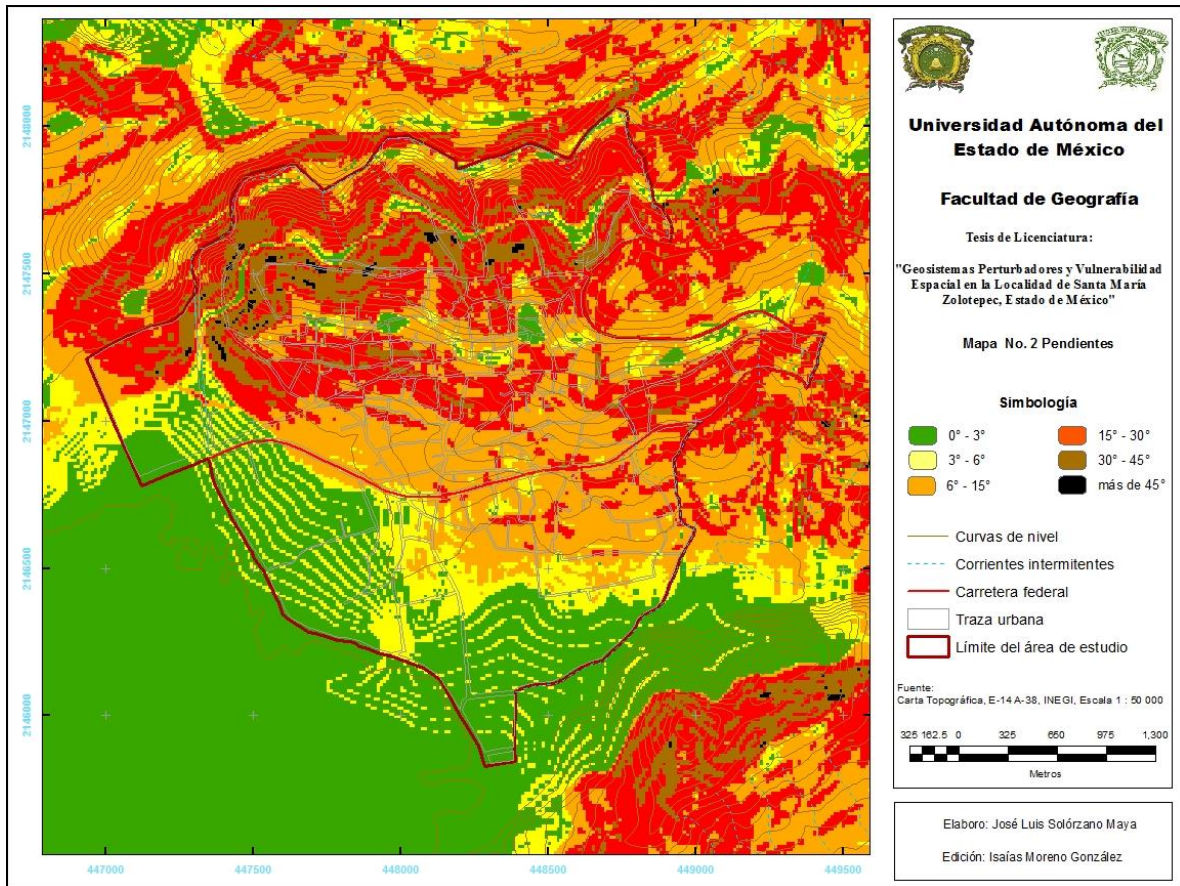 2148000
2147500
2147000
2146500
2146000
447000
447500
448000
448500
449000
449500
Universidad Autónoma del
Estado de México
Facultad de Geografía
Tesis de Licenciatura:
"Geosistemas Perturbadores y Vulnerabilidad
Espacial en la Localidad de Santa María
Zolotepec, Estado de México"
Mapa No. 2 Pendientes
Simbología
0° - 3°
3° - 6°
6° - 15°
15° - 30°
30° - 45°
más de 45°
Curvas de nivel
Corrientes intermitentes
Carretera federal
Traza urbana
Límite del área de estudio
Fuente:
Carta Topográfica, E-14 A-38, INEGI, Escala 1 : 50 000
325 162.5 0 325 650 975 1,300
Metros
Elaboro: José Luis Solórzano Maya
Edición: Isaías Moreno González